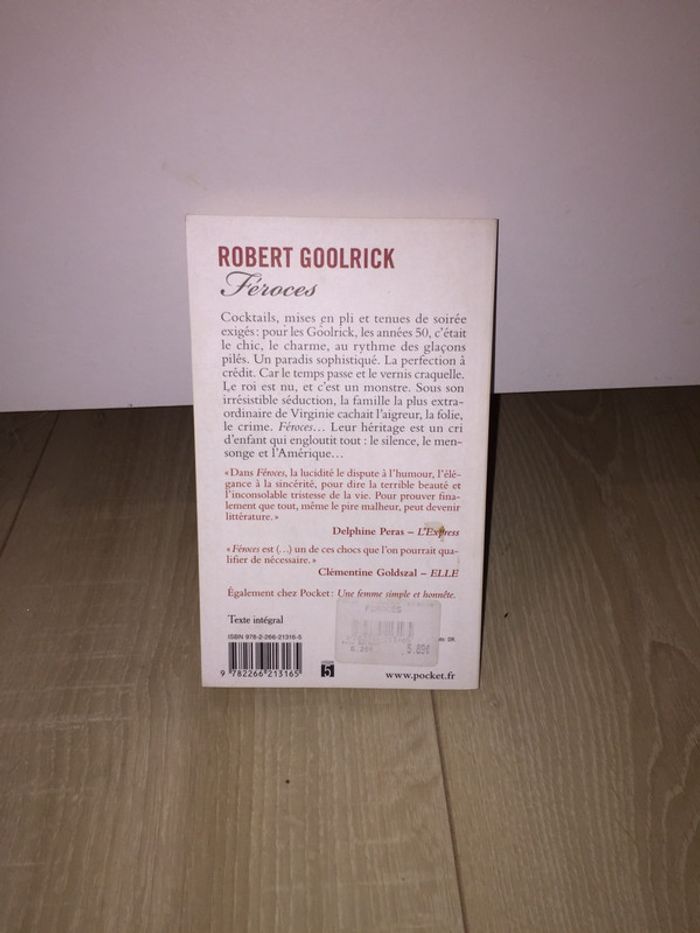 ROBERT GOOLRICK
Féroces
Cocktails, mises en pli et tenues de soirée
exigés : pour les Goolrick, les années 50, c'était
le chic, le charme, au rythme des glaçons
pilés. Un paradis sophistiqué. La perfection à
crédit. Car le temps passe et le vernis craquelle.
Le roi est nu, et c'est un monstre. Sous son
irrésistible séduction, la famille la plus extra-
ordinaire de Virginie cachait l'aigreur, la folie,
le crime. Féroces... Leur héritage est un cri
d'enfant qui engloutit tout : le silence, le men-
songe et l'Amérique...
« Dans Féroces, la lucidité le dispute à l'humour, l'élé-
gance à la sincérité, pour dire la terrible beauté et
l'inconsolable tristesse de la vie. Pour prouver fina-
lement que tout, même le pire malheur, peut devenir
littérature. »
Delphine Peras – L'Express
« Féroces est (...) un de ces chocs que l'on pourrait qua-
lifier de nécessaire. »
Clémentine Goldszal – ELLE
Également chez Pocket : Une femme simple et honnête.
Texte intégral
FEROCES
ISBN 978-2-266-21316-5
5.89€
9 782266 213165
5
www.pocket.fr